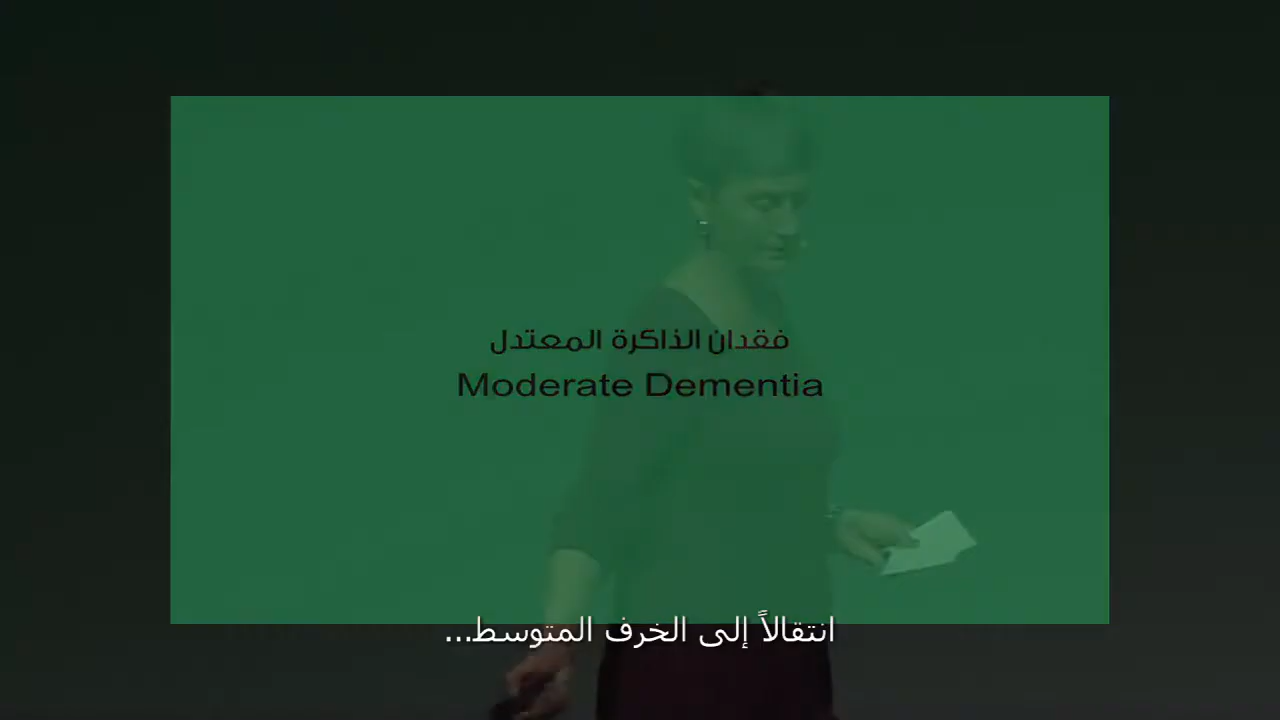 فقدان الذاكرة المعتدل
Moderate Dementia
انتقالاً إلى الخرف المتوسط...